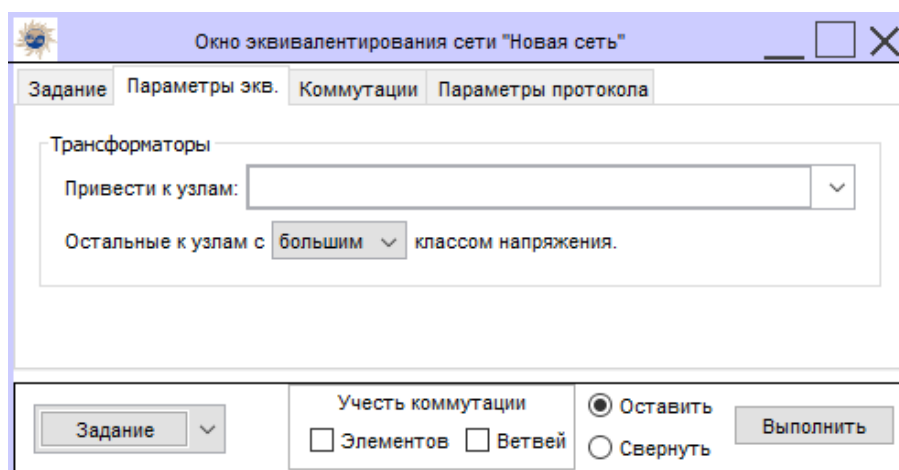 Окно эквивалентирования сети "Новая сеть"
Задание Параметры экв. Коммутации Параметры протокола
Трансформаторы
Привести к узлам:
Остальные к узлам с большим классом напряжения.
Учесть коммутации
Задание Элементов Ветвей
Оставить
Свернуть
Выполнить